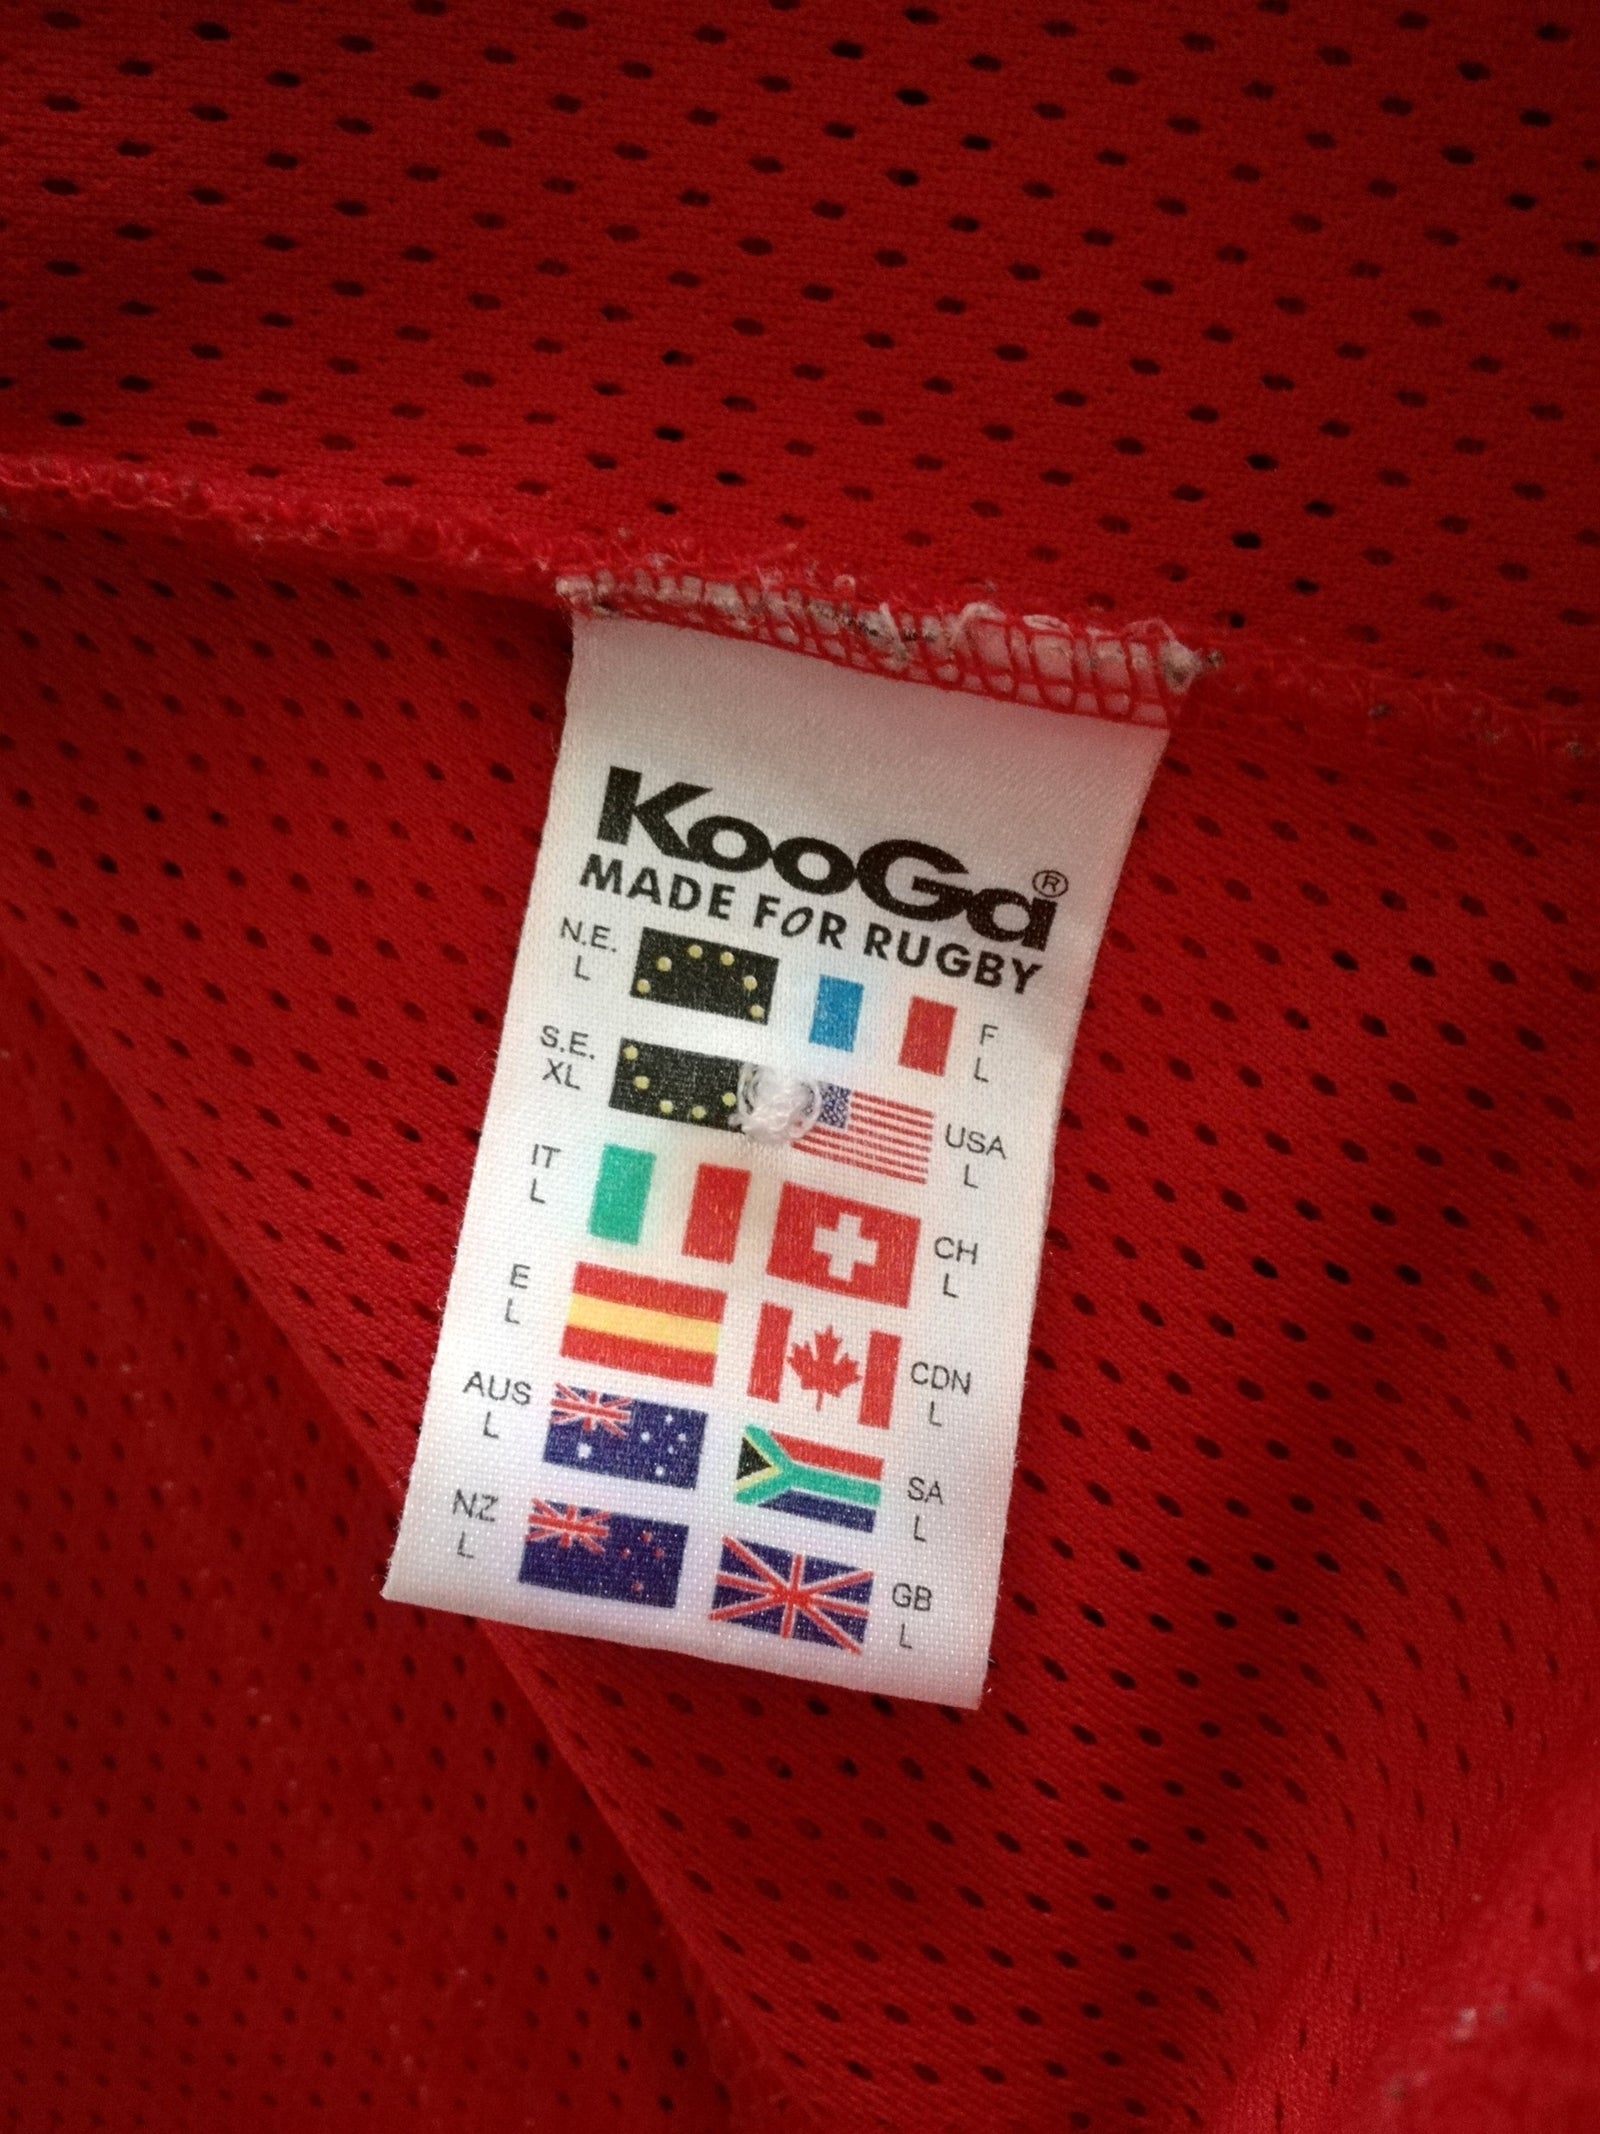 KooGa®
MADE FOR RUGBY
N.E.
L
F
L
S.E.
XL
USA
L
IT
L
CH
L
E
L
CDN
L
AUS
L
SA
L
NZ
L
GB
L